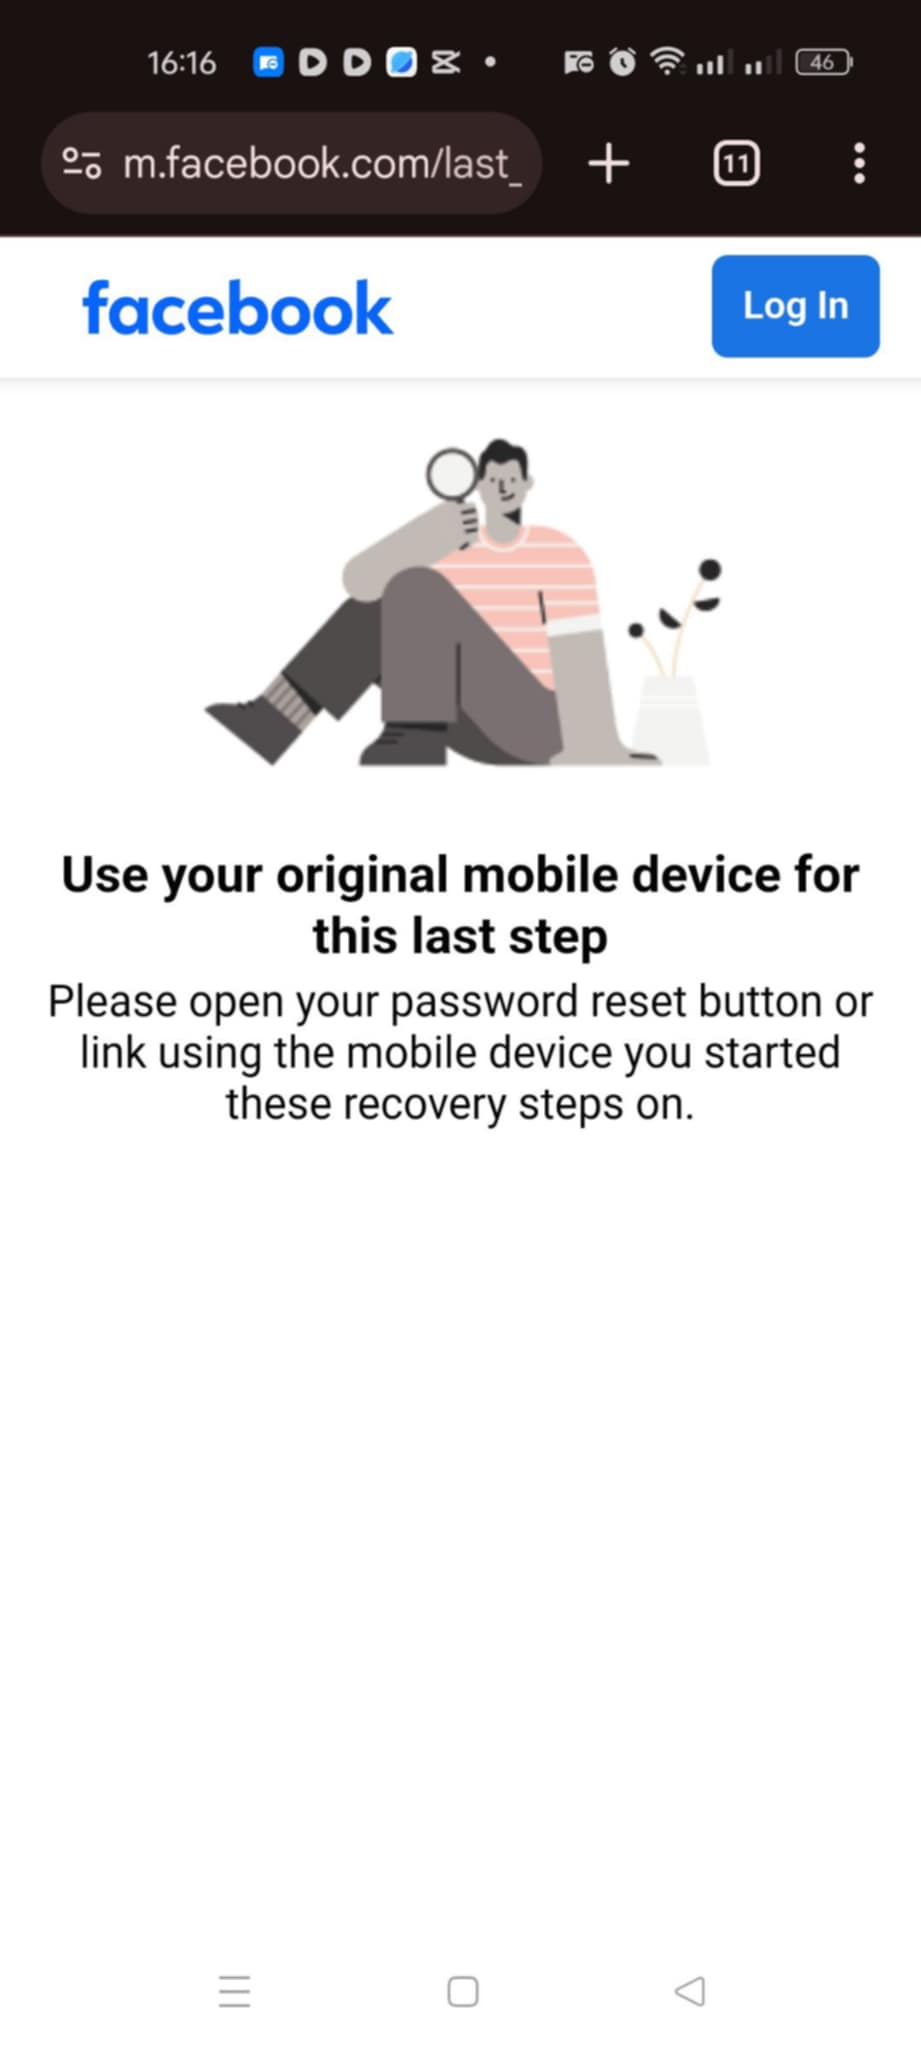 16:16
46
m.facebook.com/last_
11
facebook
Log In
Use your original mobile device for
this last step
Please open your password reset button or
link using the mobile device you started
these recovery steps on.